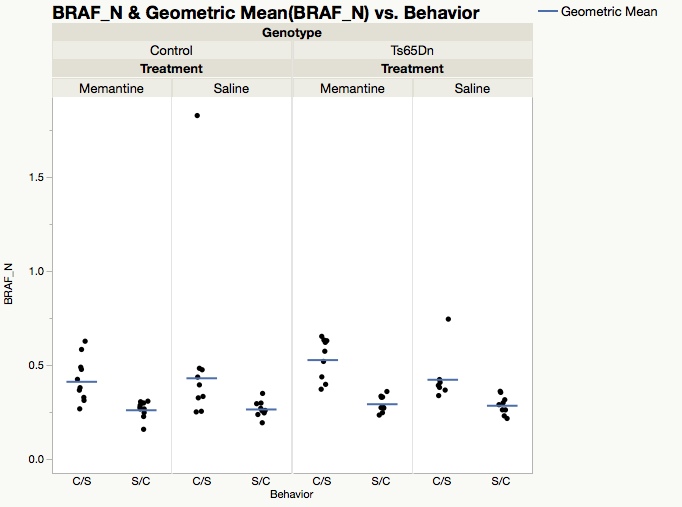 BRAF_N & Geometric Mean(BRAF_N) vs. Behavior
Geometric Mean
Genotype
Control Ts65Dn
Treatment Treatment
Memantine Saline Memantine Saline
1.5
1.0
0.5
0.0
BRAF_N
C/S S/C C/S S/C C/S S/C C/S S/C
Behavior